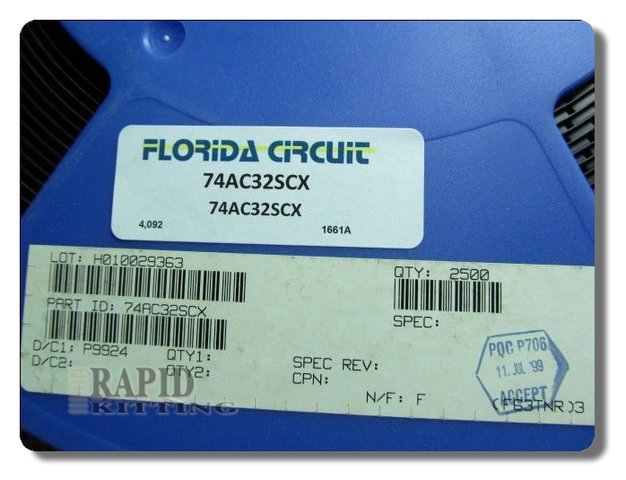 FLORIDA CIRCUIT
74AC32SCX
74AC32SCX
4,092 1661A
LOT: H010029363
QTY: 2500
PART ID: 74AC32SCX
SPEC:
D/C1: P9924 QTY1:
D/C2: QTY2:
SPEC REV:
CPN:
N/F: F
PQC P706
11. JUL '99
ACCEPT
(F63TNR)3
RAPID
KITTING